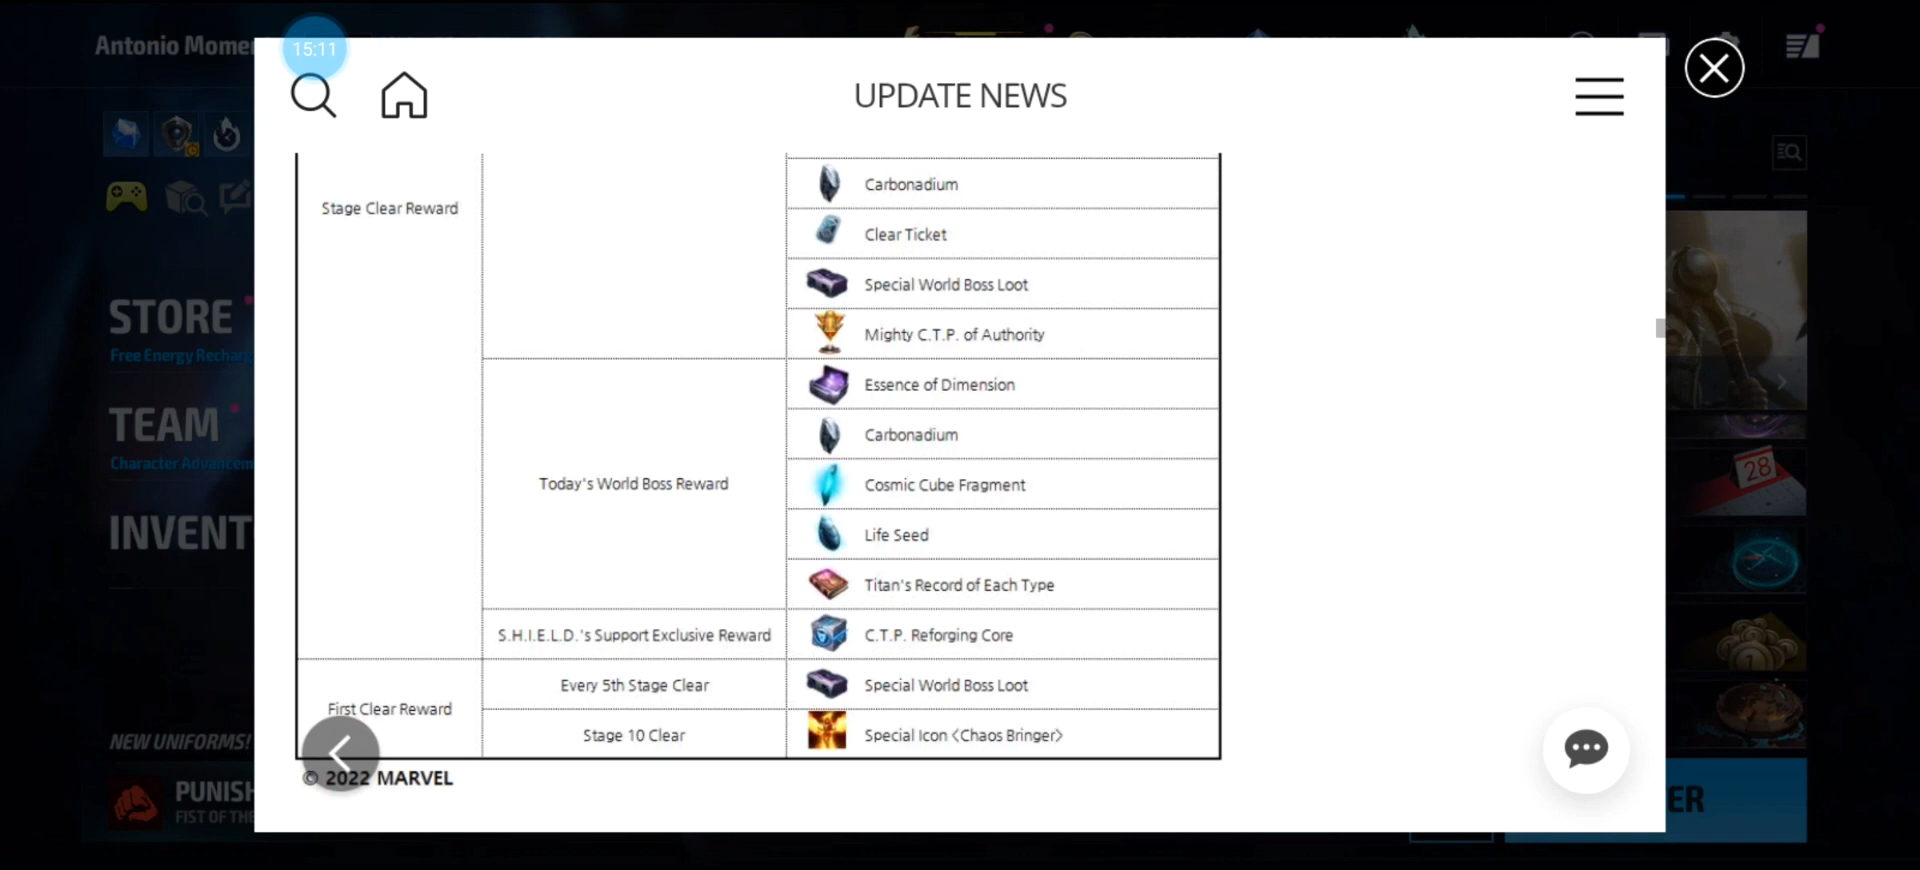 Antonio Mome
15:11
UPDATE NEWS
Stage Clear Reward
Carbonadium
Clear Ticket
Special World Boss Loot
Mighty C.T.P. of Authority
Today's World Boss Reward
Essence of Dimension
Carbonadium
Cosmic Cube Fragment
Life Seed
Titan's Record of Each Type
S.H.I.E.L.D.'s Support Exclusive Reward
C.T.P. Reforging Core
First Clear Reward
Every 5th Stage Clear
Special World Boss Loot
Stage 10 Clear
Special Icon <Chaos Bringer>
© 2022 MARVEL
STORE
Free Energy Recharg
TEAM
Character Advancem
INVENT
NEW UNIFORMS!
PUNISH
FIST OF THE
28
1
ER